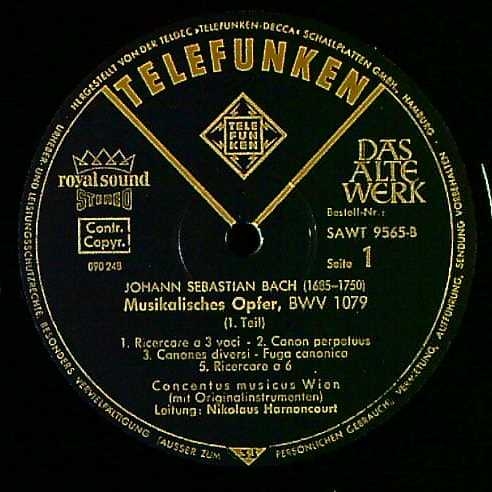 HERGESTELLT VON DER TELDEC »TELEFUNKEN-DECCA« SCHALLPLATTEN GMBH., HAMBURG
TELEFUNKEN
TELE
FUN
KEN
royal sound
STEREO
Contr.
Copyr.
090 248
DAS
ALTE
WERK
Bestell-Nr.:
SAWT 9565-B
Seite 1
JOHANN SEBASTIAN BACH (1685-1750)
Musikalisches Opfer, BWV 1079
(1. Teil)
1. Ricercare a 3 voci - 2. Canon perpetuus
3. Canones diversi - Fuga canonica
5. Ricercare a 6
Concentus musicus Wien
(mit Originalinstrumenten)
Leitung: Nikolaus Harnoncourt
URHEBER- UND LEISTUNGSSCHUTZRECHTE, BESONDERS VERVIELFÄLTIGUNG (AUSSER ZUM PERSÖNLICHEN GEBRAUCH), VERMIETUNG, AUFFÜHRUNG, SENDUNG VORBEHALTEN